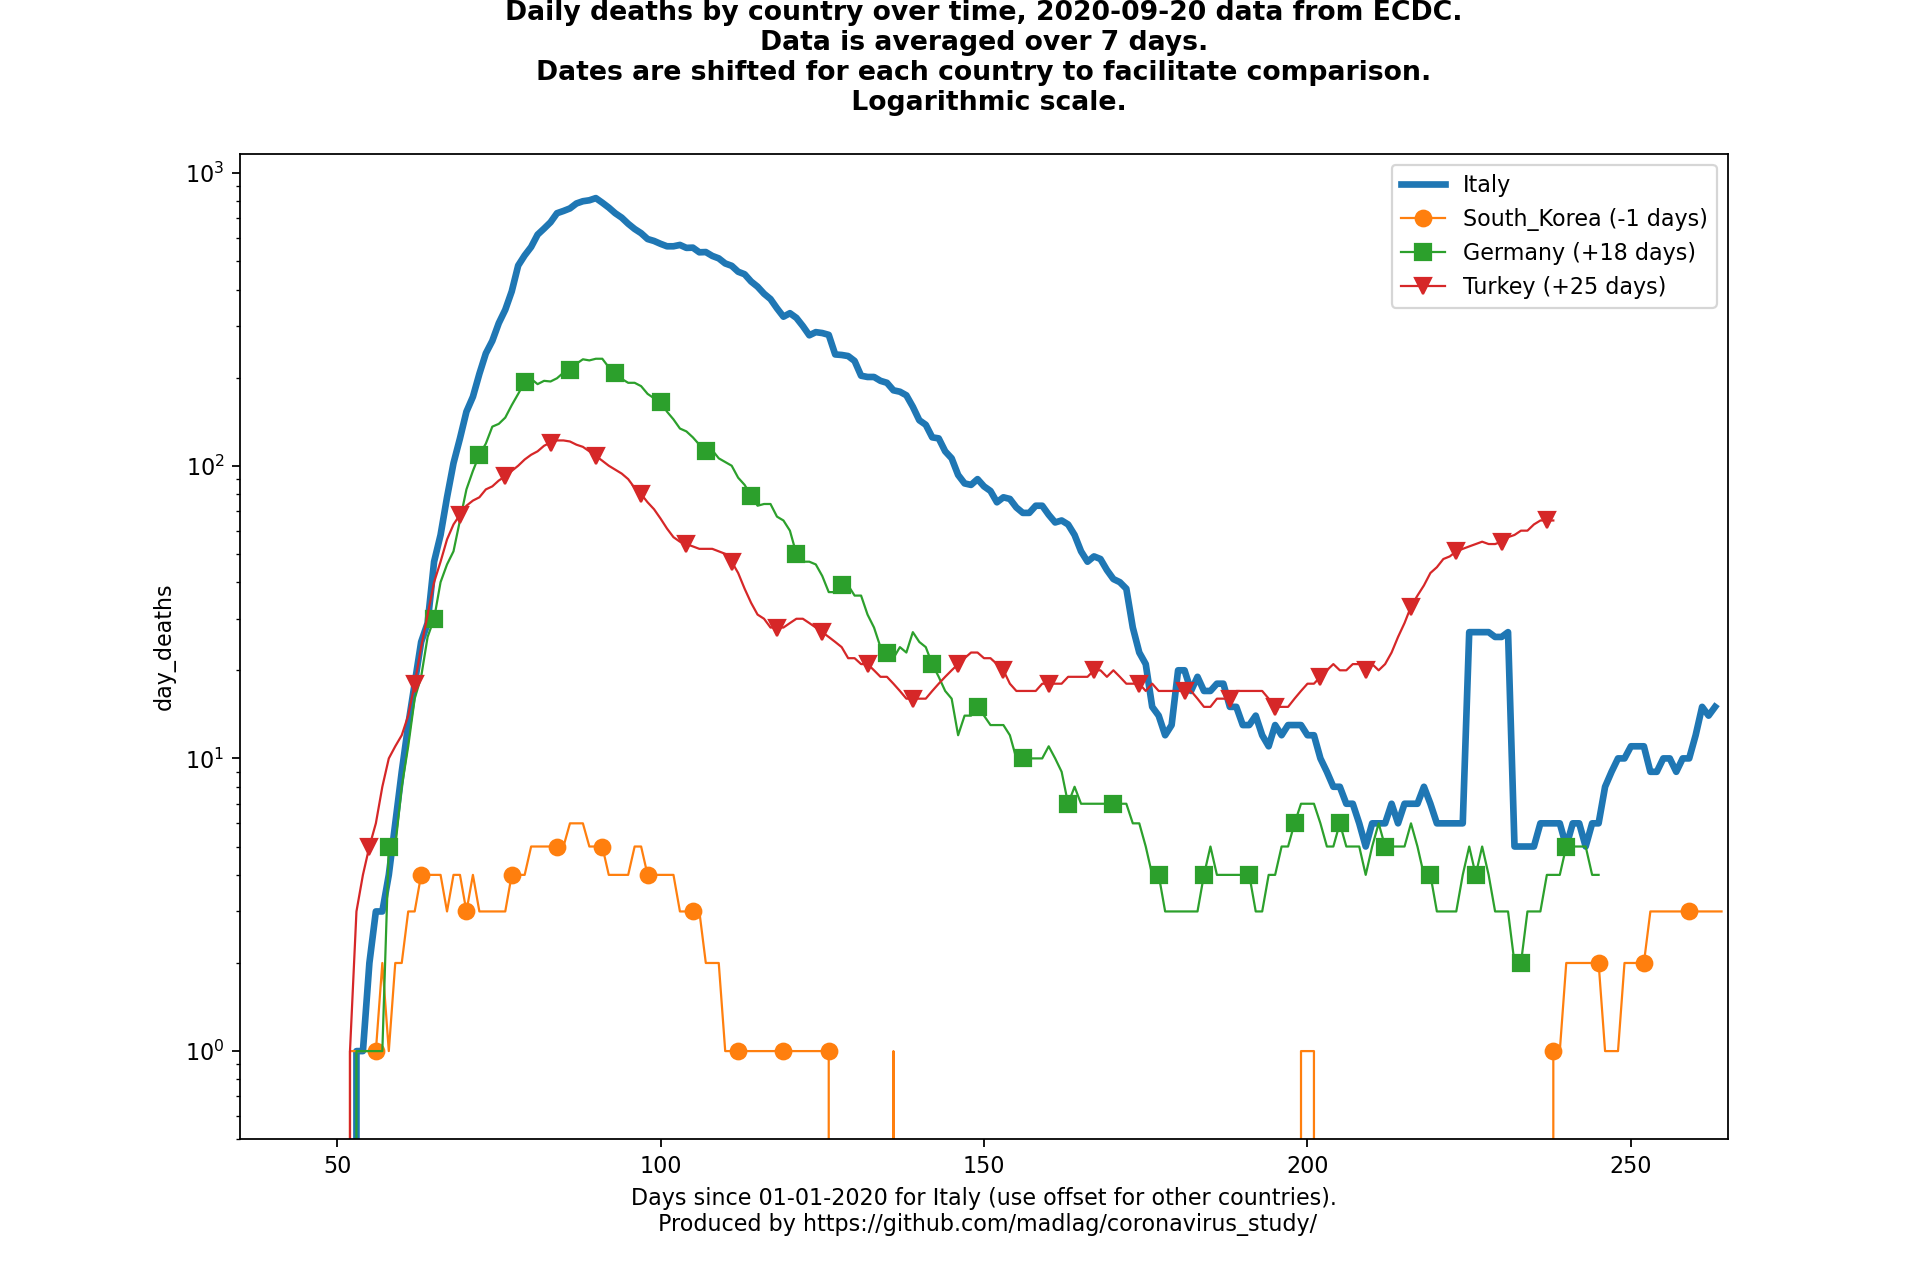 Daily deaths by country over time, 2020-09-20 data from ECDC.
Data is averaged over 7 days.
Dates are shifted for each country to facilitate comparison.
Logarithmic scale.
10³
10²
10¹
10⁰
day_deaths
Italy
South_Korea (-1 days)
Germany (+18 days)
Turkey (+25 days)
50
100
150
200
250
Days since 01-01-2020 for Italy (use offset for other countries).
Produced by https://github.com/madlag/coronavirus_study/